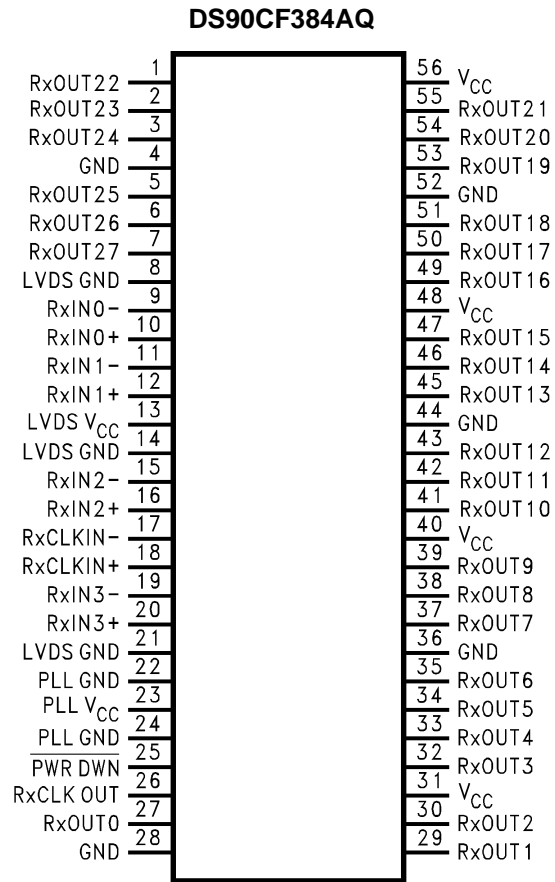 DS90CF384AQ
RxOUT22 1
RxOUT23 2
RxOUT24 3
GND 4
RxOUT25 5
RxOUT26 6
RxOUT27 7
LVDS GND 8
RxIN0- 9
RxIN0+ 10
RxIN1- 11
RxIN1+ 12
LVDS VCC 13
LVDS GND 14
RxIN2- 15
RxIN2+ 16
RxCLKIN- 17
RxCLKIN+ 18
RxIN3- 19
RxIN3+ 20
LVDS GND 21
PLL GND 22
PLL VCC 23
PLL GND 24
PWR DWN 25
RxCLK OUT 26
RxOUT0 27
GND 28
56 VCC
55 RxOUT21
54 RxOUT20
53 RxOUT19
52 GND
51 RxOUT18
50 RxOUT17
49 RxOUT16
48 VCC
47 RxOUT15
46 RxOUT14
45 RxOUT13
44 GND
43 RxOUT12
42 RxOUT11
41 RxOUT10
40 VCC
39 RxOUT9
38 RxOUT8
37 RxOUT7
36 GND
35 RxOUT6
34 RxOUT5
33 RxOUT4
32 RxOUT3
31 VCC
30 RxOUT2
29 RxOUT1